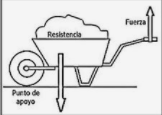 Fuerza
Resistencia
Punto de
apoyo